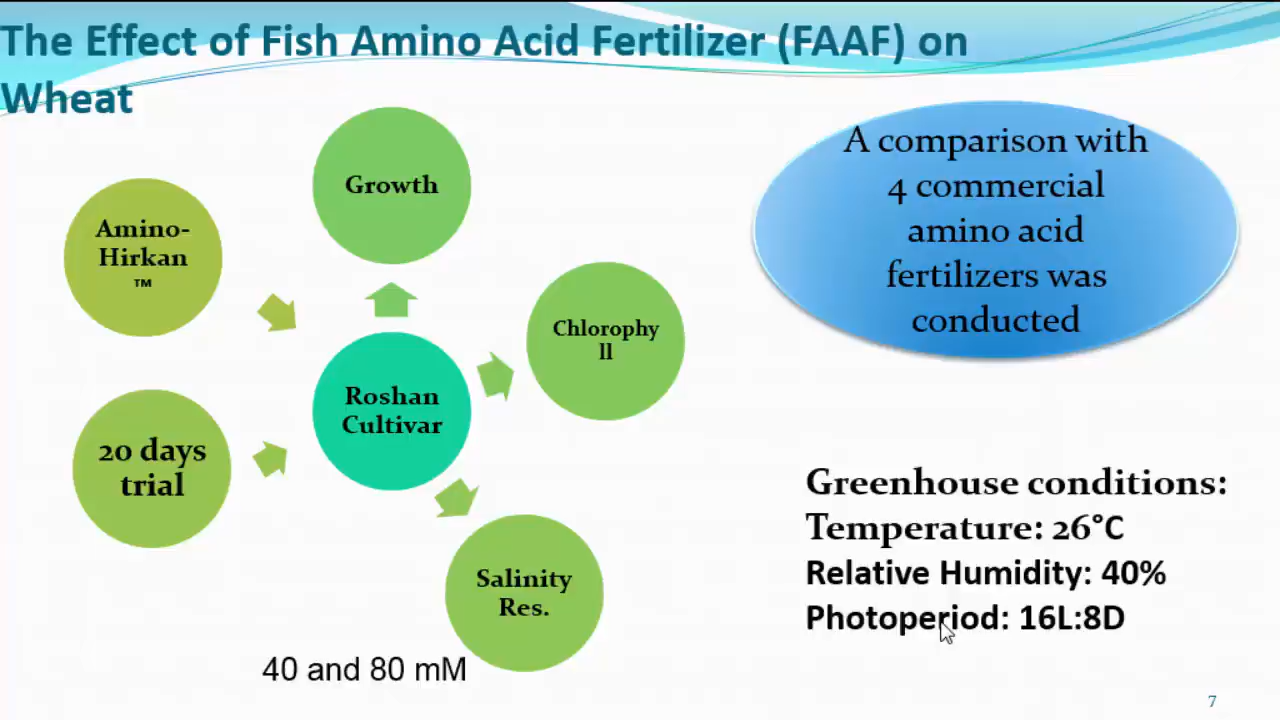 The Effect of Fish Amino Acid Fertilizer (FAAF) on
Wheat
Growth
Amino-
Hirkan
™
Chlorophy
ll
Roshan
Cultivar
20 days
trial
Salinity
Res.
40 and 80 mM
A comparison with
4 commercial
amino acid
fertilizers was
conducted
Greenhouse conditions:
Temperature: 26°C
Relative Humidity: 40%
Photoperiod: 16L:8D
7